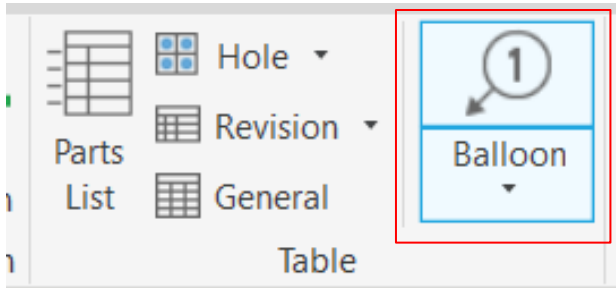 Parts
List
Hole
Revision
General
1
Balloon
Table